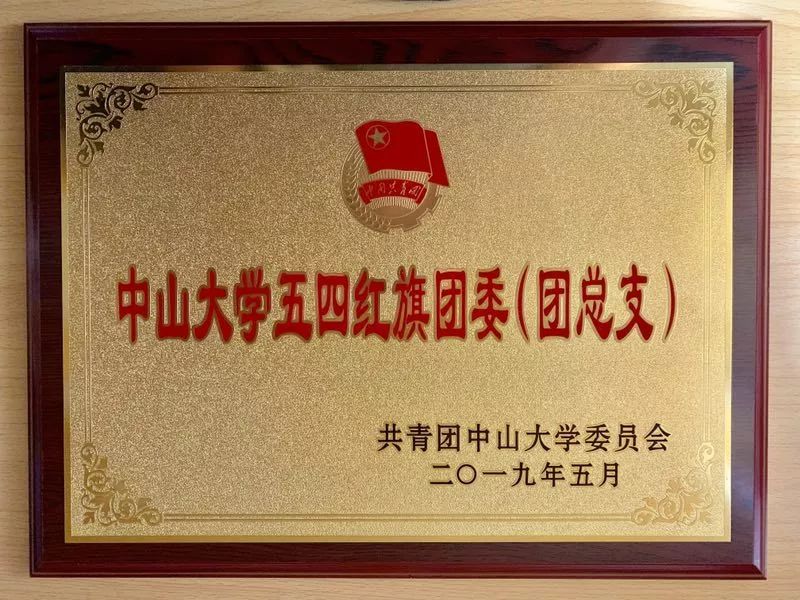 中国共青团
中山大学五四红旗团委（团总支）
共青团中山大学委员会
二〇一九年五月